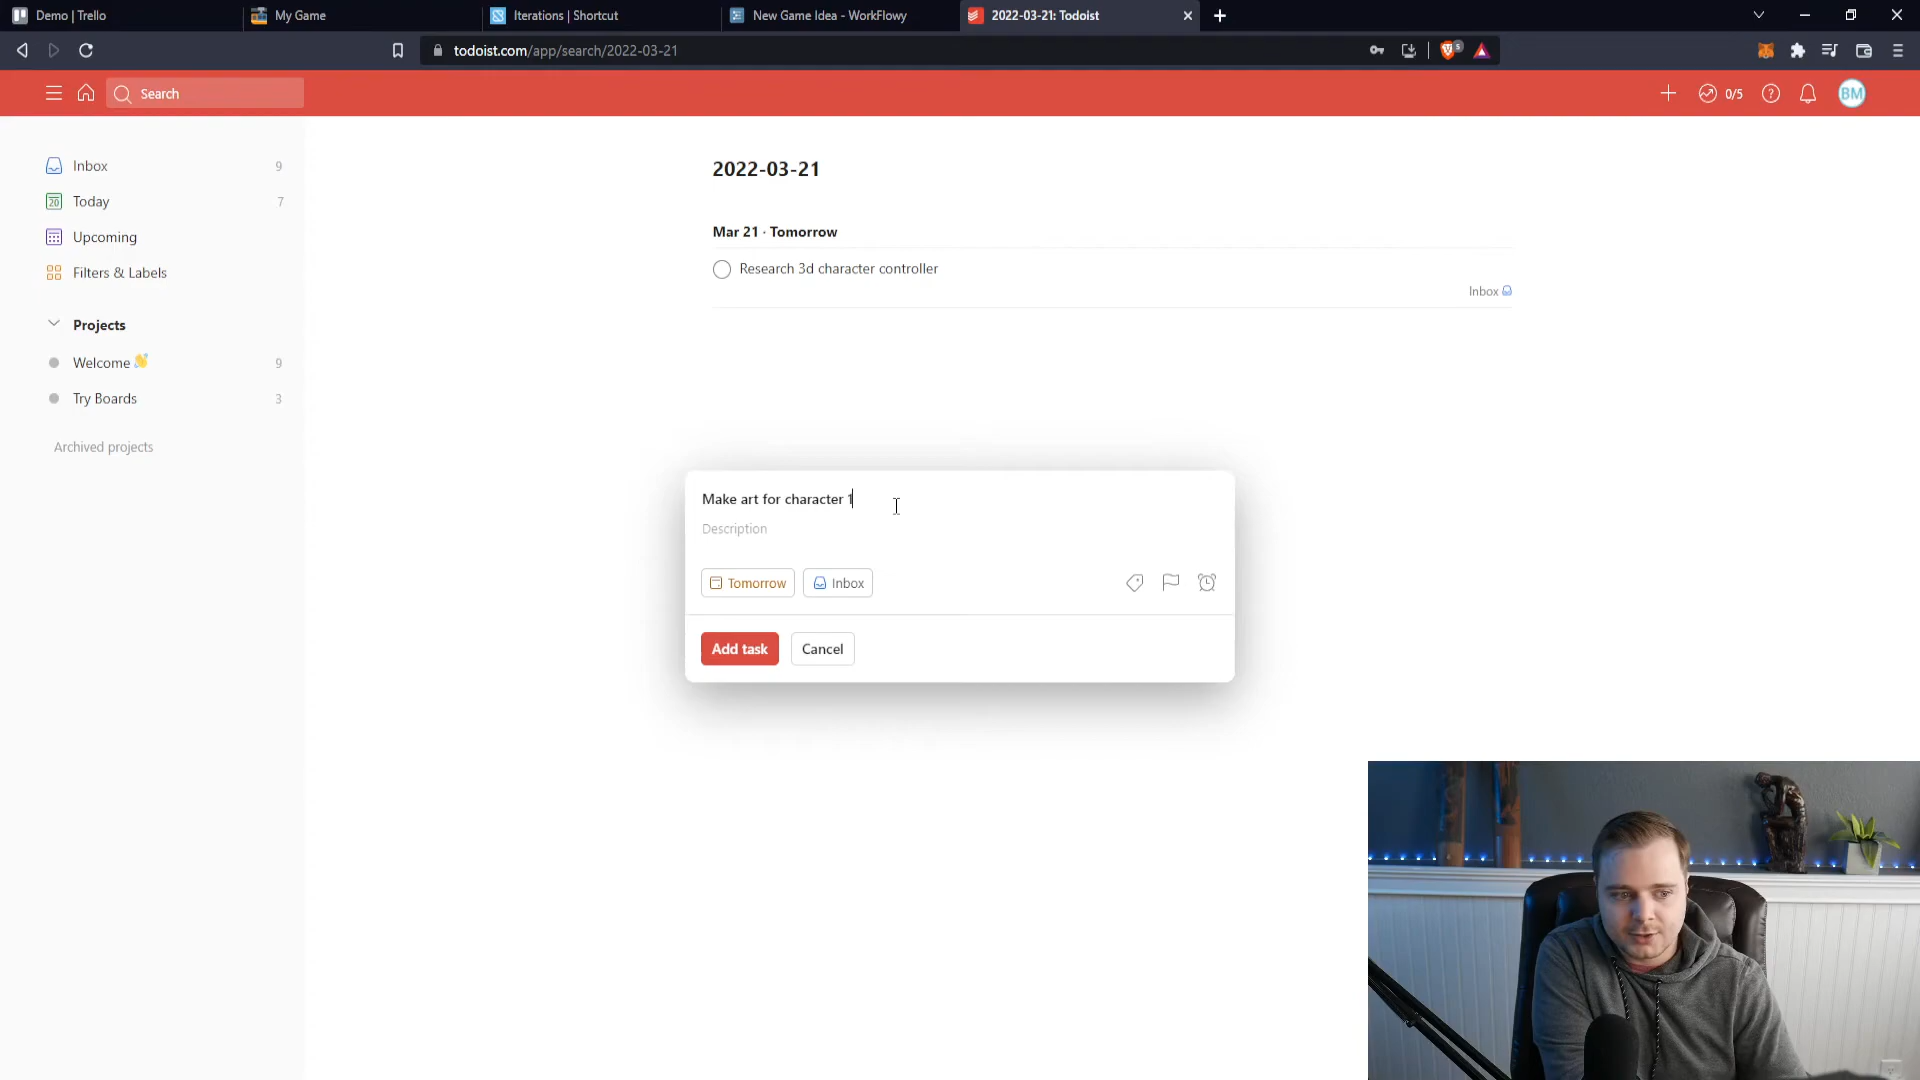 Demo | Trello
My Game
Iterations | Shortcut
New Game Idea - WorkFlowy
2022-03-21: Todoist
todoist.com/app/search/2022-03-21
5
Search
0/5
BM
Inbox 9
20 Today 7
Upcoming
Filters & Labels
Projects
Welcome 9
Try Boards 3
Archived projects
2022-03-21
Mar 21 · Tomorrow
Research 3d character controller
Inbox
Make art for character 1
Description
Tomorrow
Inbox
Add task
Cancel